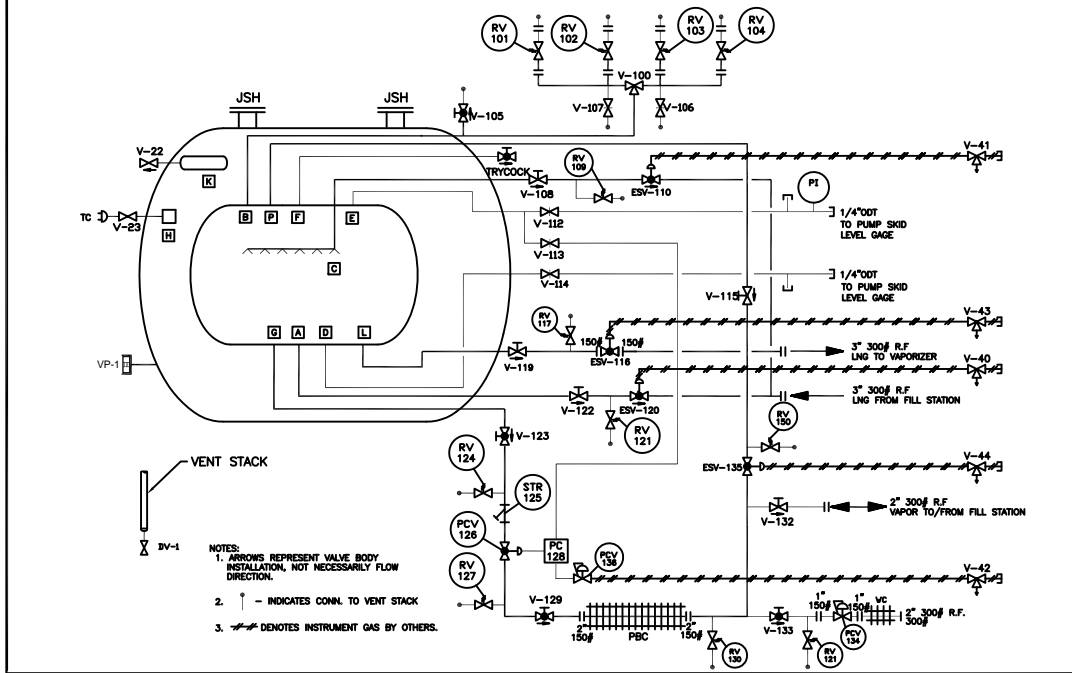 RV
101
RV
102
RV
103
RV
104
V-100
V-107
V-106
JSH
JSH
V-105
V-41
V-22
K
TRYCOCK
V-108
RV
109
ESV-110
PI
TC
V-23
H
B
P
F
E
V-112
1/4"ODT
TO PUMP SKID
LEVEL GAGE
V-113
C
V-114
1/4"ODT
TO PUMP SKID
LEVEL GAGE
V-115
G
A
D
L
RV
117
150#
150#
V-43
VP-1
V-119
ESV-116
3" 300# R.F
LNG TO VAPORIZER
V-40
V-122
ESV-120
3" 300# R.F
LNG FROM FILL STATION
RV
121
RV
150
V-123
VENT STACK
RV
124
STR
125
ESV-135
V-44
V-132
2" 300# R.F
VAPOR TO/FROM FILL STATION
PCV
126
PC
128
PCV
136
V-42
DV-1
NOTES:
1. ARROWS REPRESENT VALVE BODY
INSTALLATION, NOT NECESSARILY FLOW
DIRECTION.
2. - INDICATES CONN. TO VENT STACK
3. DENOTES INSTRUMENT GAS BY OTHERS.
RV
127
V-129
2"
150#
PBC
2"
150#
RV
130
V-133
RV
121
1"
150#
PCV
134
1"
150#
WC
2" 300# R.F.
300#